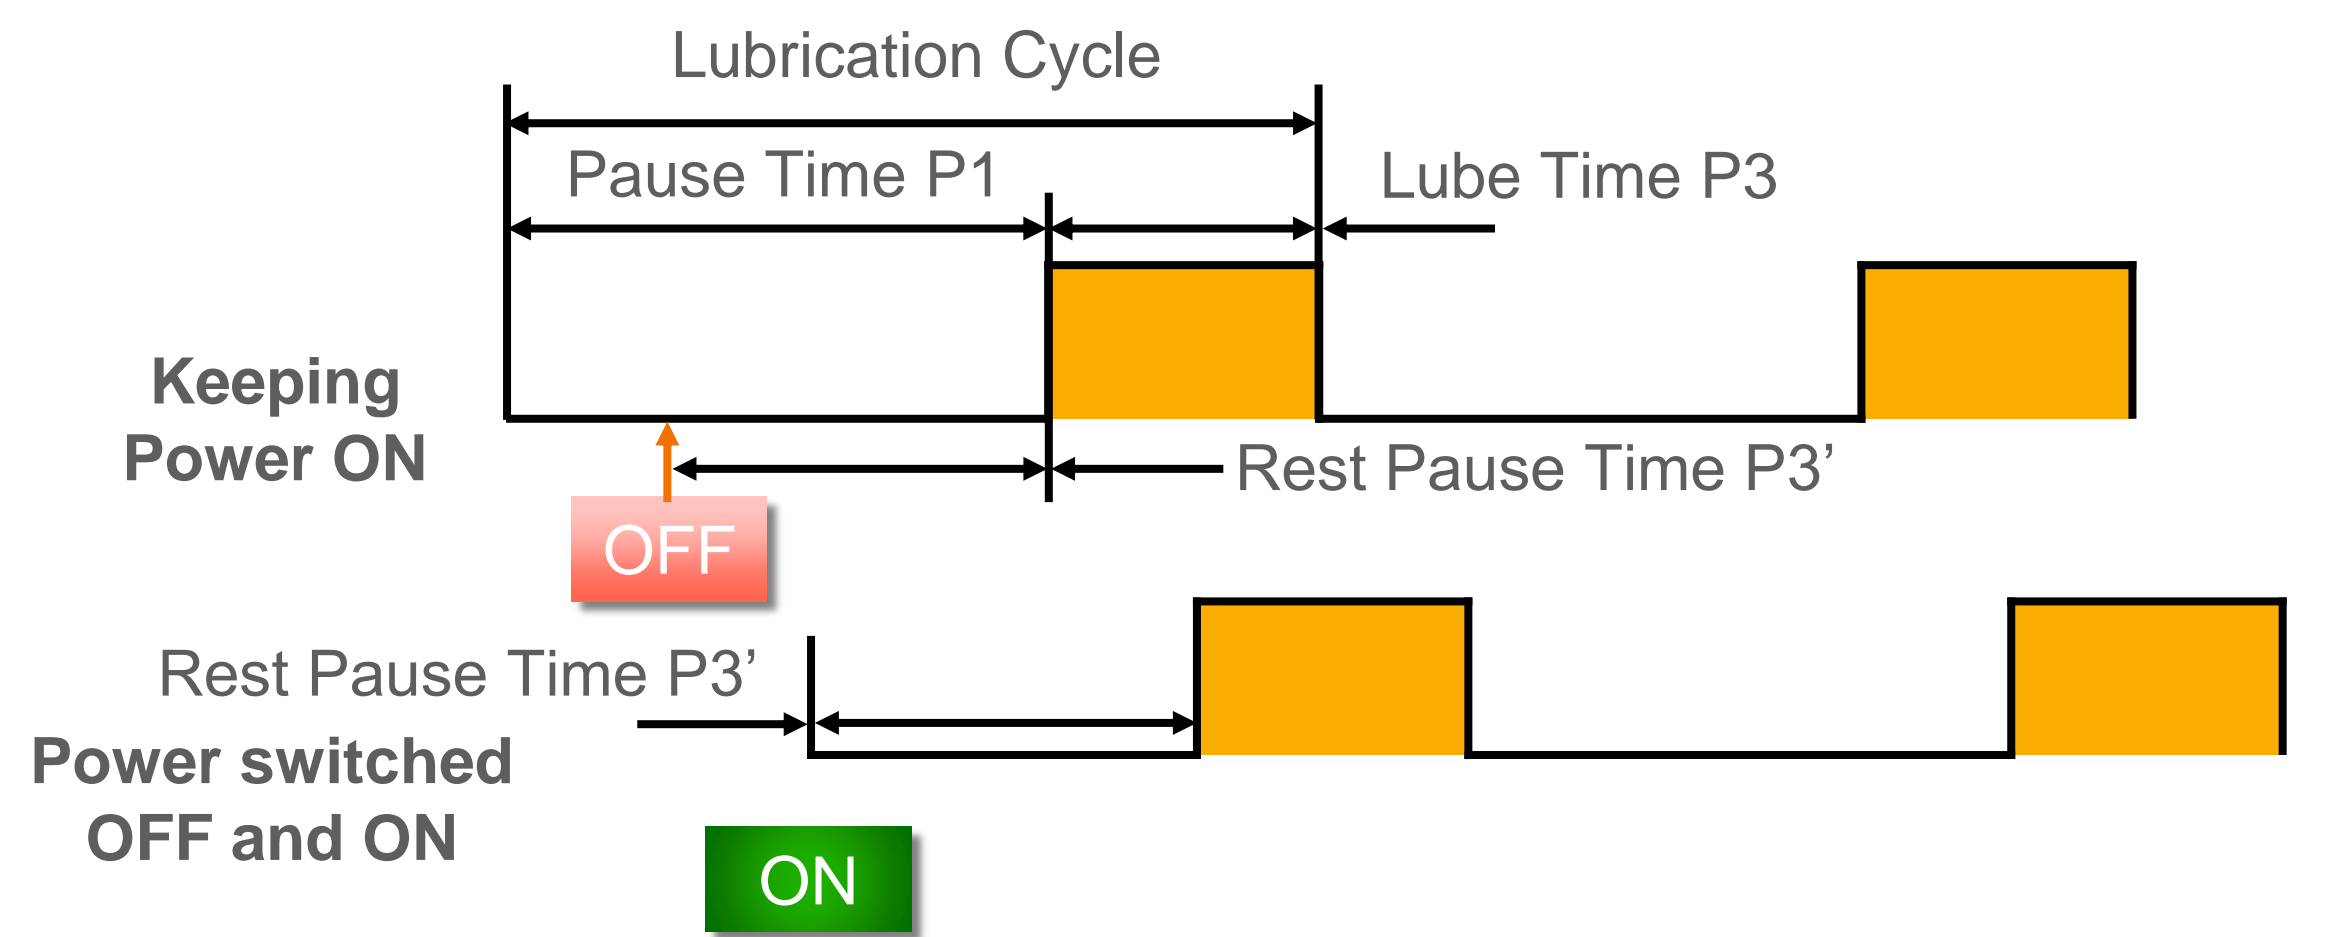 Lubrication Cycle
Pause Time P1
Lube Time P3
Keeping
Power ON
Rest Pause Time P3’
OFF
Rest Pause Time P3’
Power switched
OFF and ON
ON